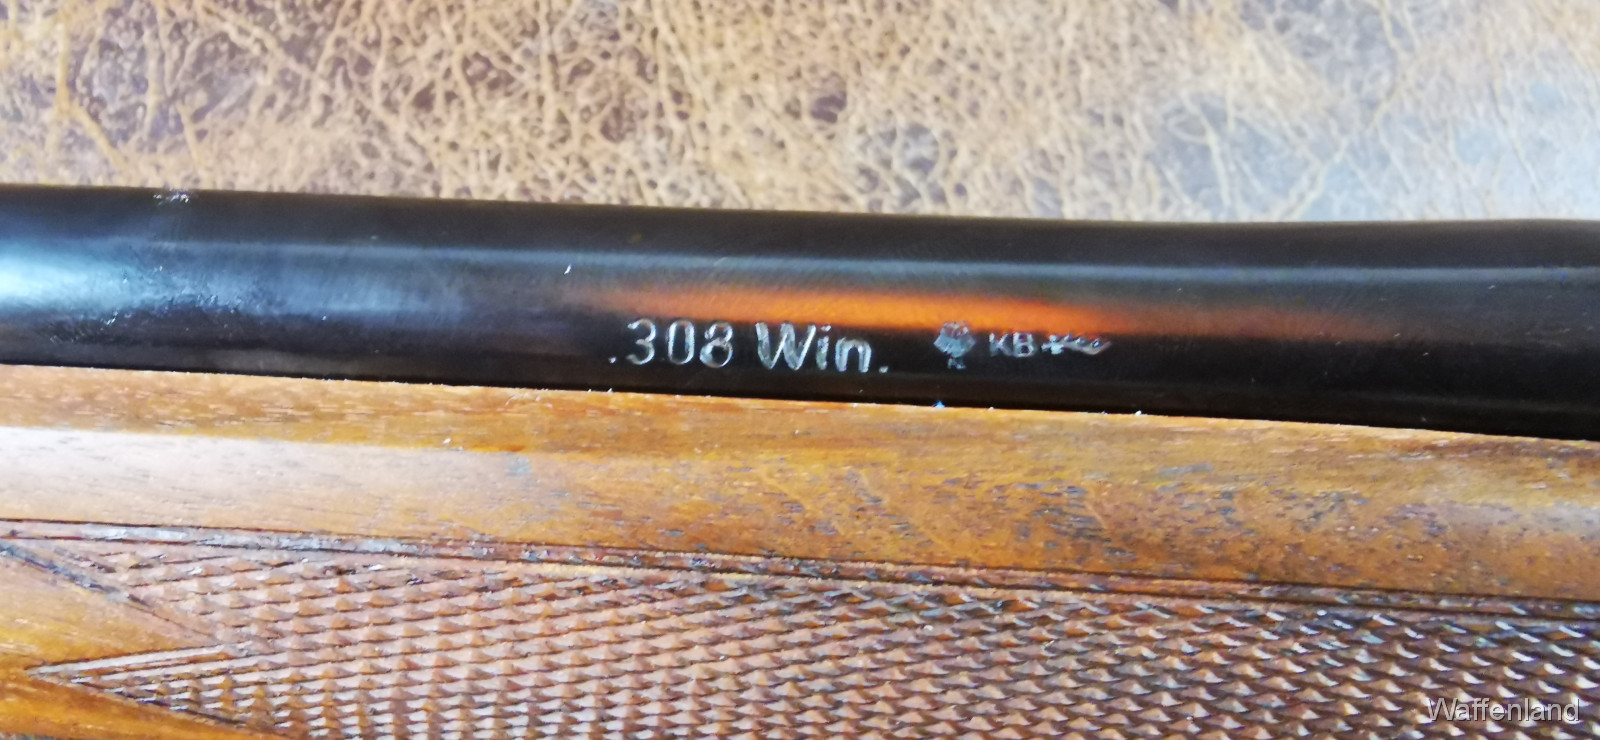 .308 Win. KB
Waffenland